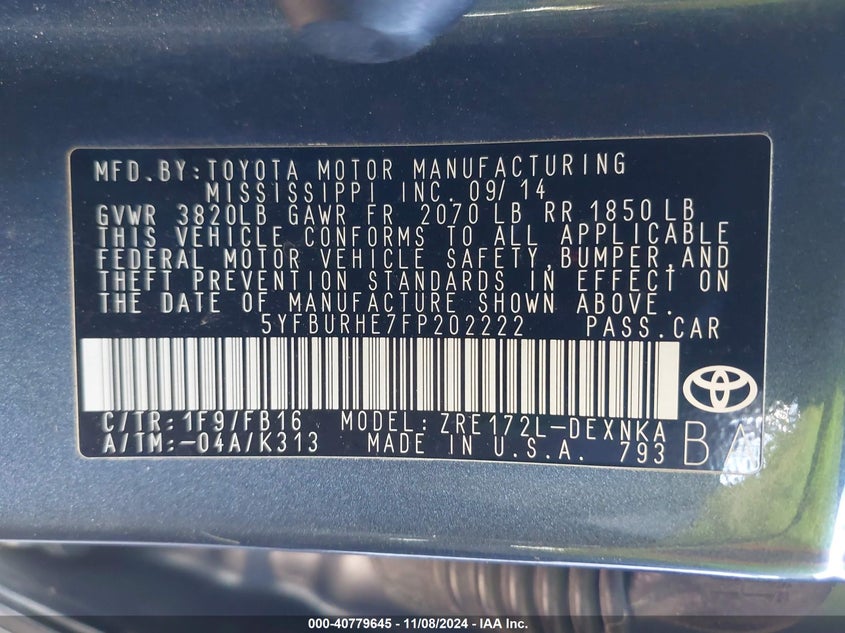 MFD. BY: TOYOTA MOTOR MANUFACTURING
MISSISSIPPI INC. 09/14
GVWR 3820LB GAWR FR 2070 LB RR 1850 LB
THIS VEHICLE CONFORMS TO ALL APPLICABLE
FEDERAL MOTOR VEHICLE SAFETY, BUMPER, AND
THEFT PREVENTION STANDARDS IN EFFECT ON
THE DATE OF MANUFACTURE SHOWN ABOVE.
5YFBURHE7FP202222 PASS. CAR
C/TR: 1F9/FB16 MODEL: ZRE172L-DEXNKA
A/TM: -04A/K313 MADE IN U.S.A. 793 BA
000-40779645 - 11/08/2024 - IAA Inc.